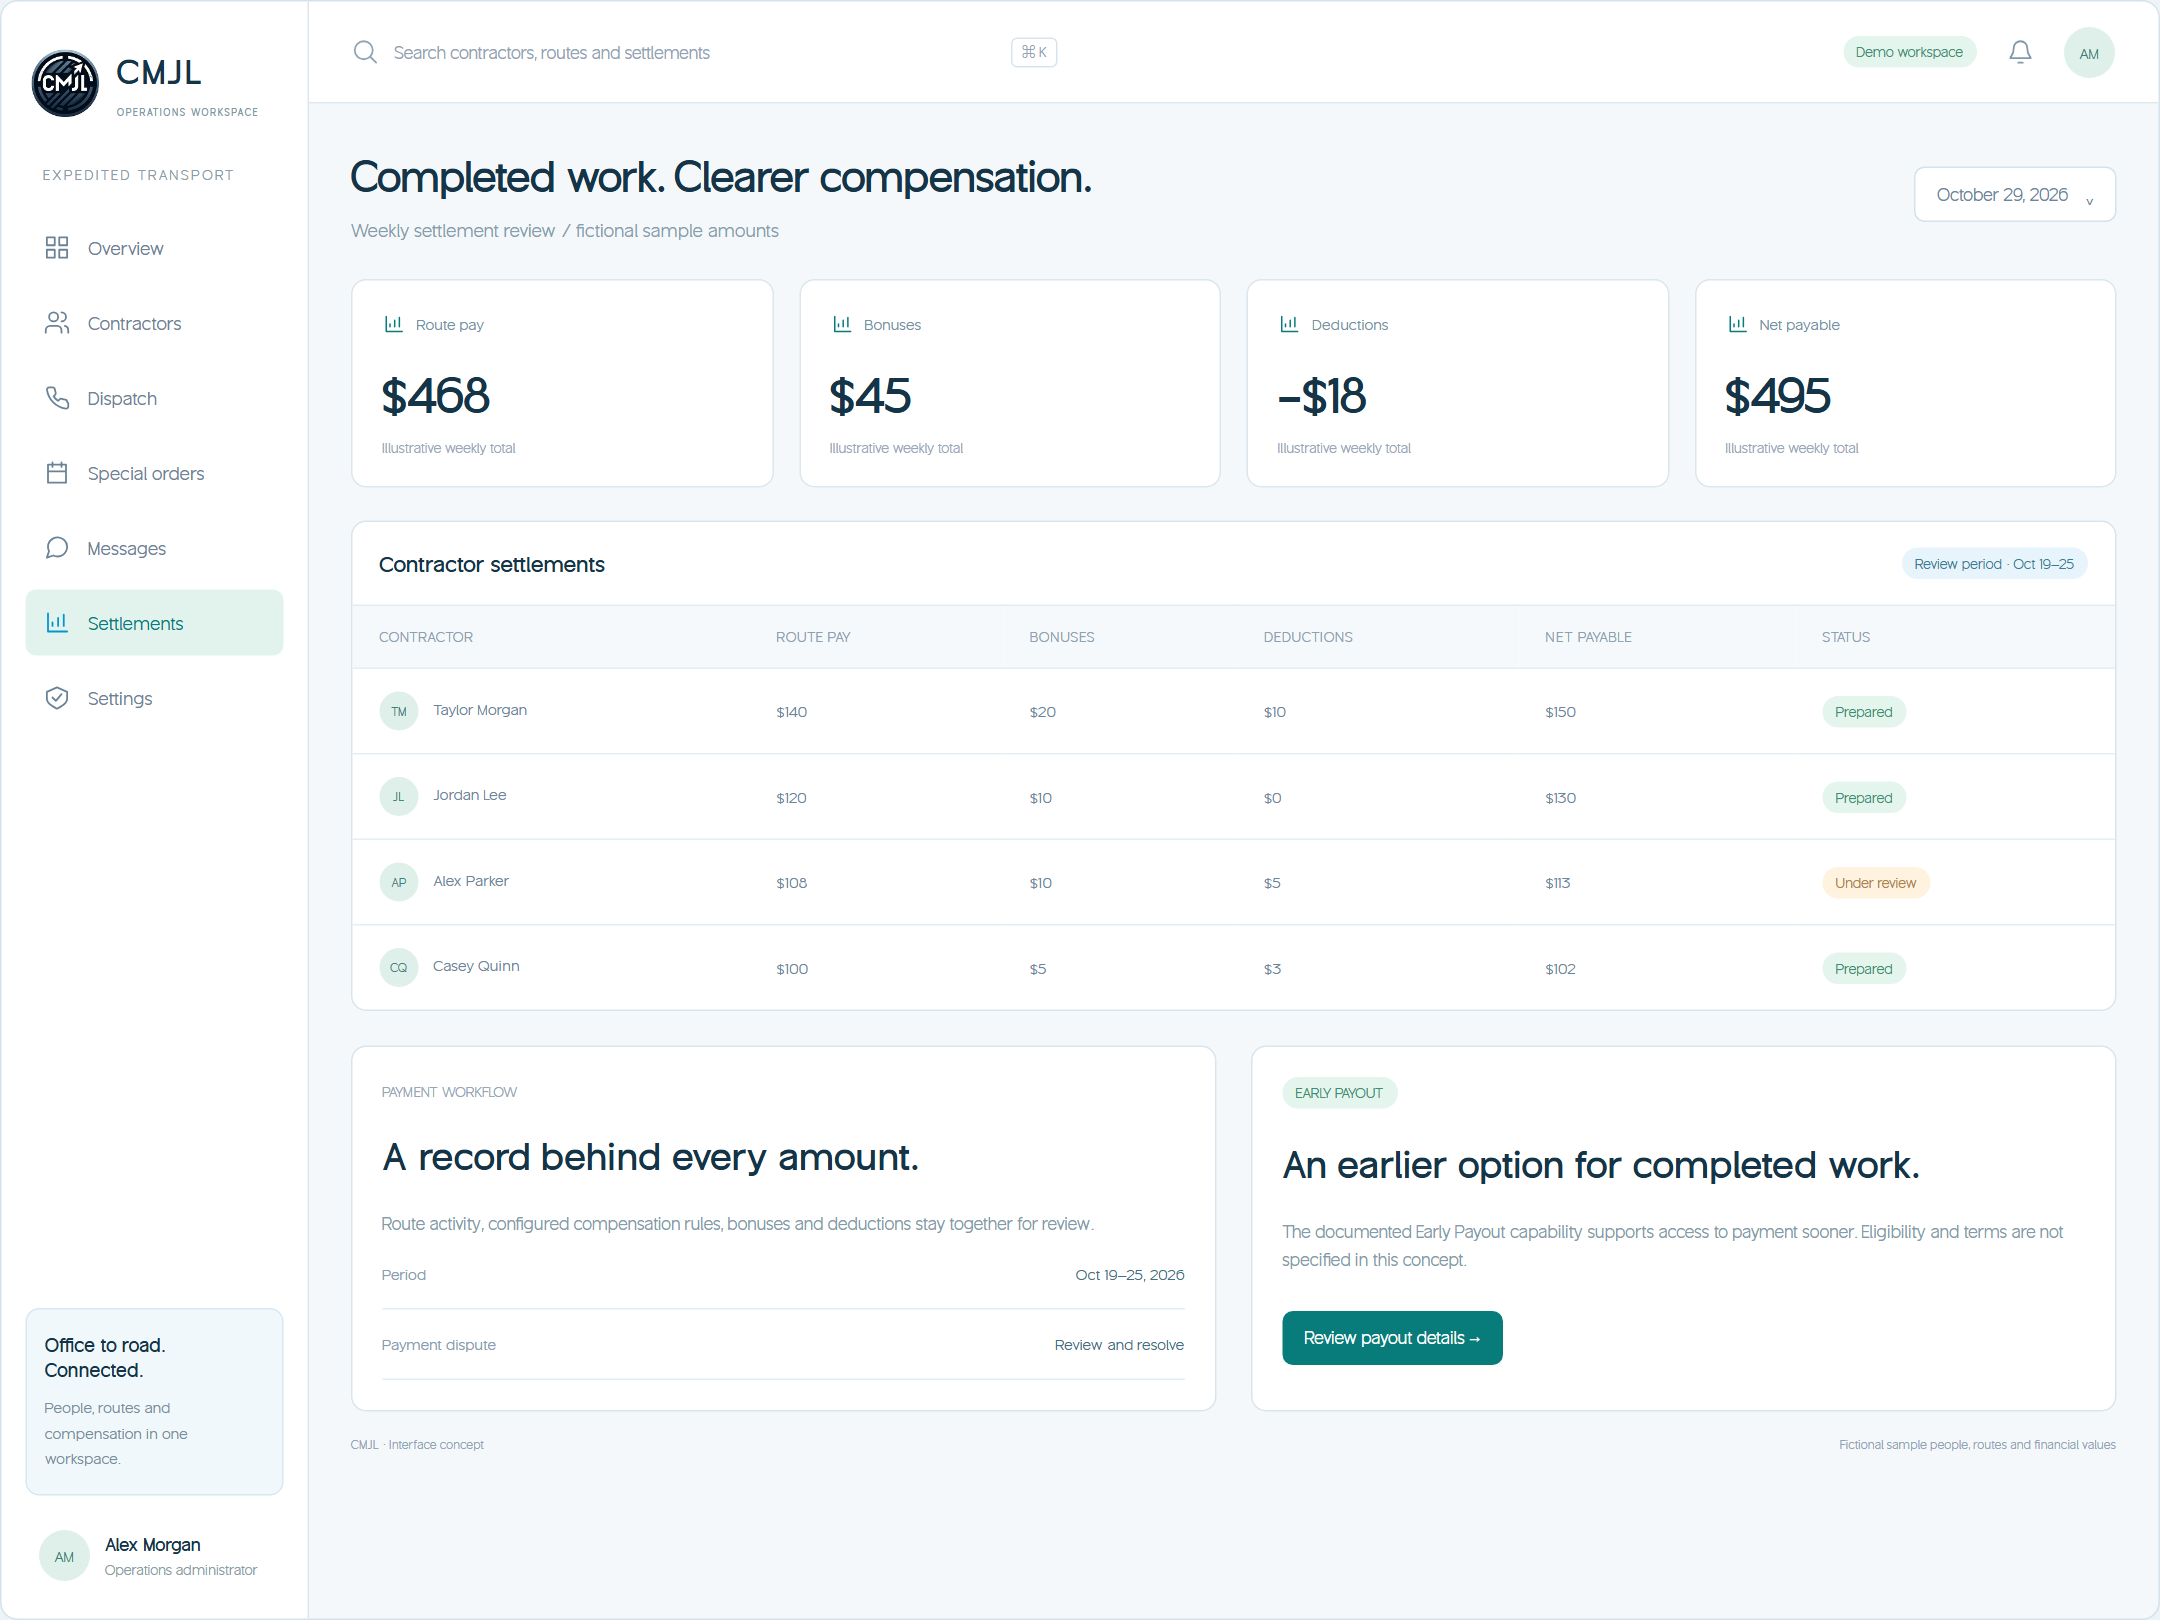 CMJL
CMJL
OPERATIONS WORKSPACE
EXPEDITED TRANSPORT
Overview
Contractors
Dispatch
Special orders
Messages
Settlements
Settings
Office to road.
Connected.
People, routes and
compensation in one
workspace.
AM
Alex Morgan
Operations administrator
Search contractors, routes and settlements
⌘ K
Demo workspace
AM
Completed work. Clearer compensation.
Weekly settlement review / fictional sample amounts
October 29, 2026 v
Route pay
$468
Illustrative weekly total
Bonuses
$45
Illustrative weekly total
Deductions
–$18
Illustrative weekly total
Net payable
$495
Illustrative weekly total
Contractor settlements
Review period · Oct 19–25
CONTRACTOR ROUTE PAY BONUSES DEDUCTIONS NET PAYABLE STATUS
TM Taylor Morgan $140 $20 $10 $150 Prepared
JL Jordan Lee $120 $10 $0 $130 Prepared
AP Alex Parker $108 $10 $5 $113 Under review
CQ Casey Quinn $100 $5 $3 $102 Prepared
PAYMENT WORKFLOW
A record behind every amount.
Route activity, configured compensation rules, bonuses and deductions stay together for review.
Period Oct 19–25, 2026
Payment dispute Review and resolve
EARLY PAYOUT
An earlier option for completed work.
The documented Early Payout capability supports access to payment sooner. Eligibility and terms are not
specified in this concept.
Review payout details →
CMJL · Interface concept
Fictional sample people, routes and financial values